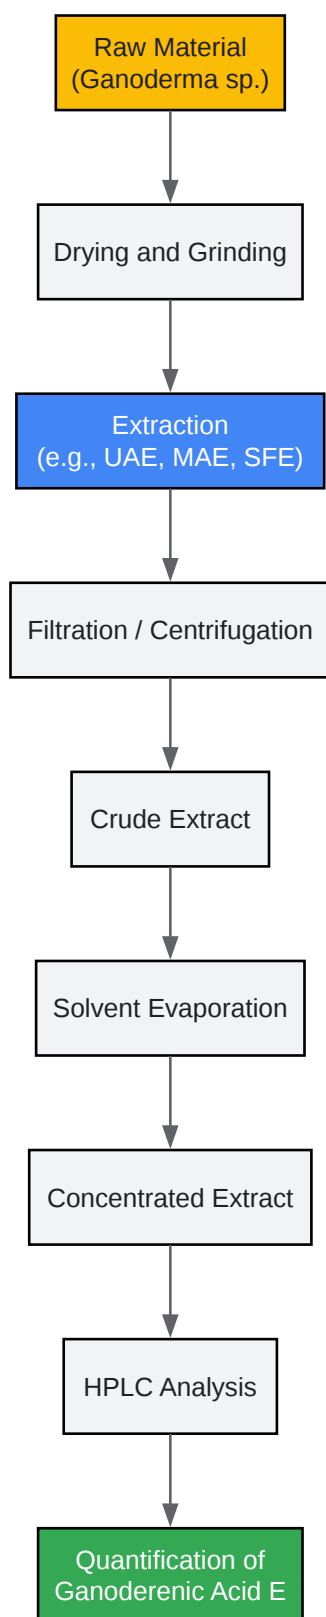 Raw Material
(Ganoderma sp.)
Drying and Grinding
Extraction
(e.g., UAE, MAE, SFE)
Filtration / Centrifugation
Crude Extract
Solvent Evaporation
Concentrated Extract
HPLC Analysis
Quantification of
Ganoderenic Acid E